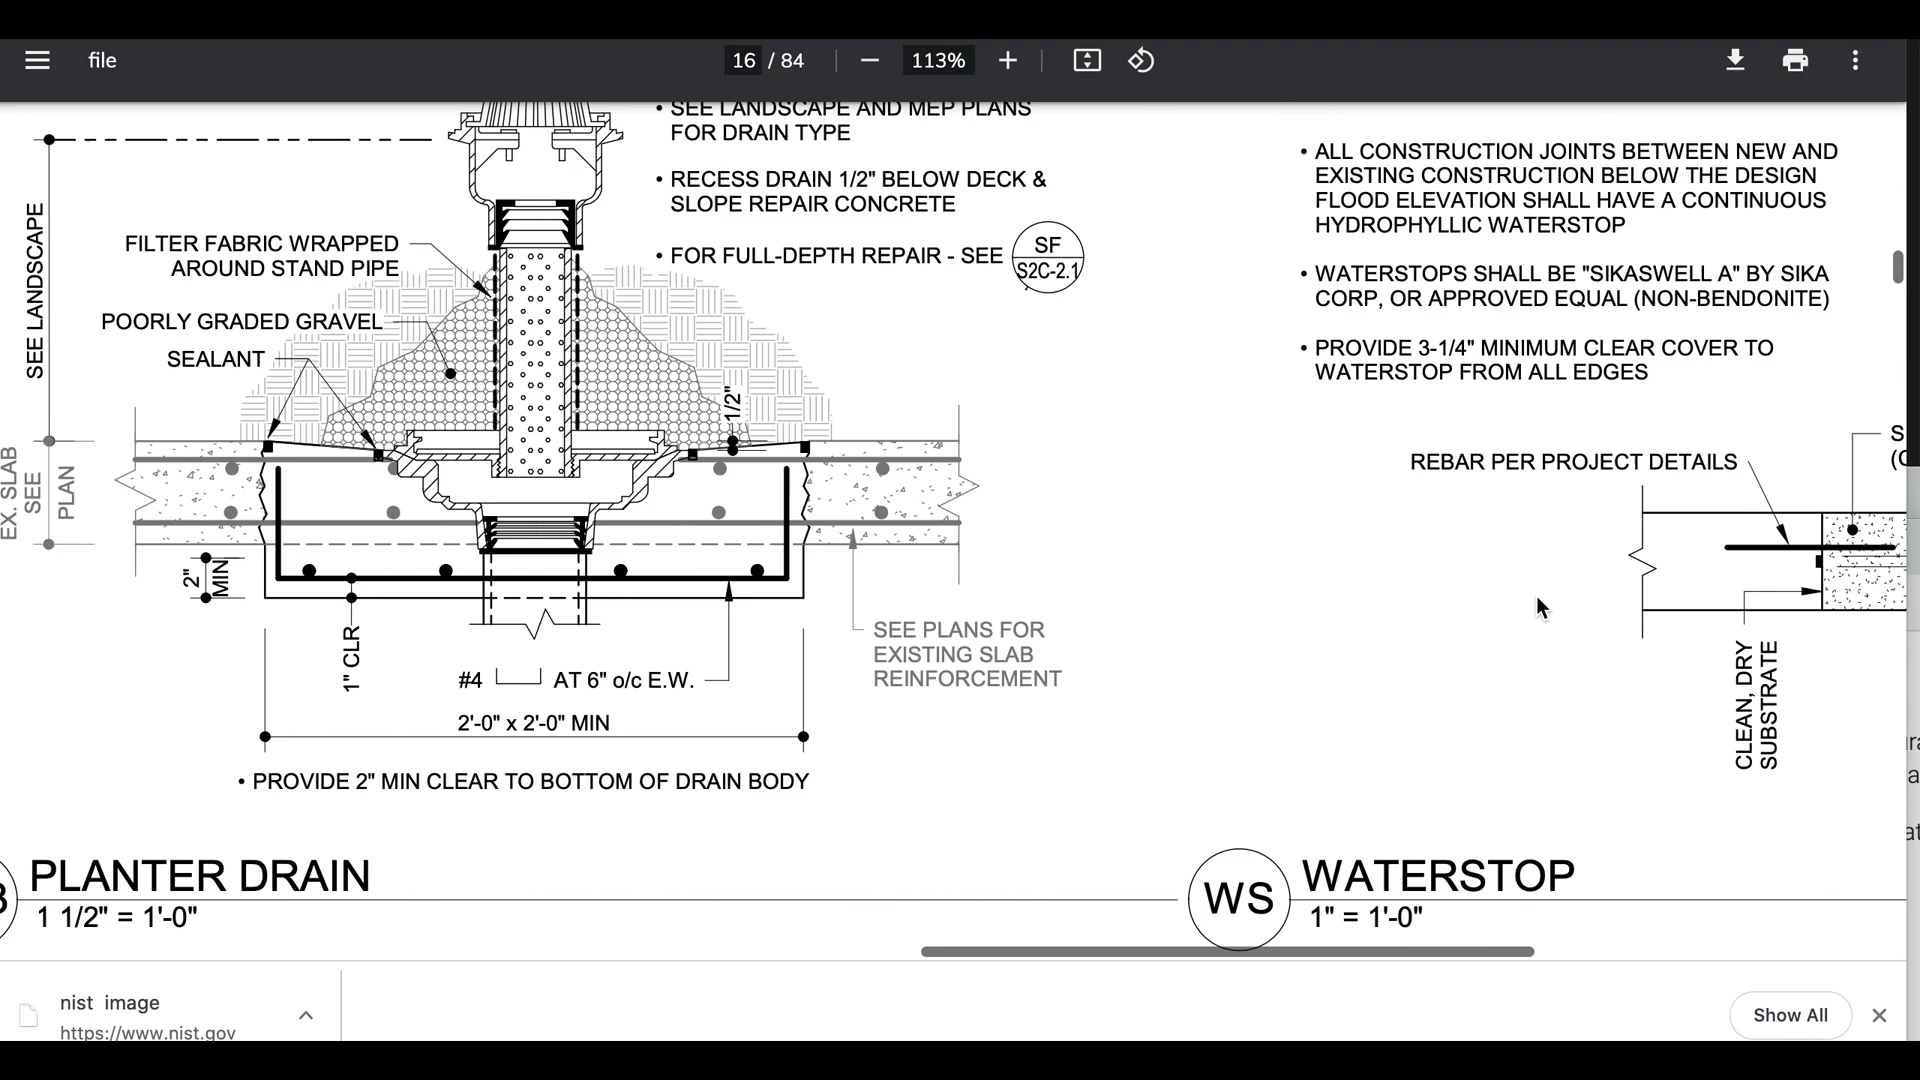 file
16 / 84
113%
• SEE LANDSCAPE AND MEP PLANS
FOR DRAIN TYPE
• RECESS DRAIN 1/2" BELOW DECK &
SLOPE REPAIR CONCRETE
• FOR FULL-DEPTH REPAIR - SEE
SF
S2C-2.1
SEE LANDSCAPE
FILTER FABRIC WRAPPED
AROUND STAND PIPE
POORLY GRADED GRAVEL
SEALANT
1/2"
EX. SLAB
SEE
PLAN
2"
MIN
1" CLR
#4
AT 6" o/c E.W.
2'-0" x 2'-0" MIN
SEE PLANS FOR
EXISTING SLAB
REINFORCEMENT
• PROVIDE 2" MIN CLEAR TO BOTTOM OF DRAIN BODY
PLANTER DRAIN
1 1/2" = 1'-0"
• ALL CONSTRUCTION JOINTS BETWEEN NEW AND
EXISTING CONSTRUCTION BELOW THE DESIGN
FLOOD ELEVATION SHALL HAVE A CONTINUOUS
HYDROPHYLLIC WATERSTOP
• WATERSTOPS SHALL BE "SIKASWELL A" BY SIKA
CORP, OR APPROVED EQUAL (NON-BENDONITE)
• PROVIDE 3-1/4" MINIMUM CLEAR COVER TO
WATERSTOP FROM ALL EDGES
REBAR PER PROJECT DETAILS
CLEAN, DRY
SUBSTRATE
WS
WATERSTOP
1" = 1'-0"
nist image
https://www.nist.gov
Show All